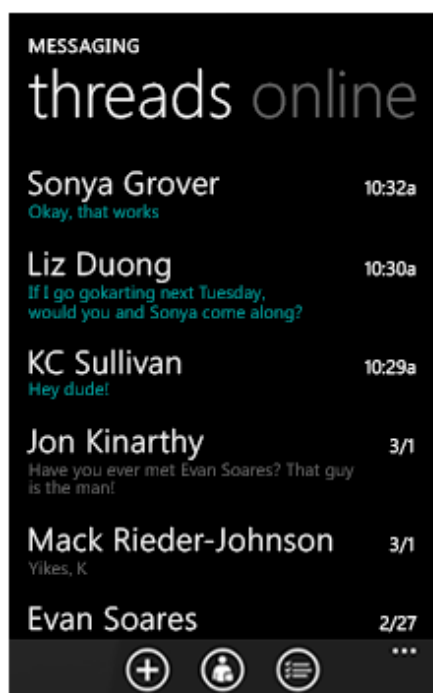 MESSAGING
threads online
Sonya Grover 10:32a
Okay, that works
Liz Duong 10:30a
If I go gokarting next Tuesday,
would you and Sonya come along?
KC Sullivan 10:29a
Hey dude!
Jon Kinarthy 3/1
Have you ever met Evan Soares? That guy
is the man!
Mack Rieder-Johnson 3/1
Yikes, K
Evan Soares 2/27
...